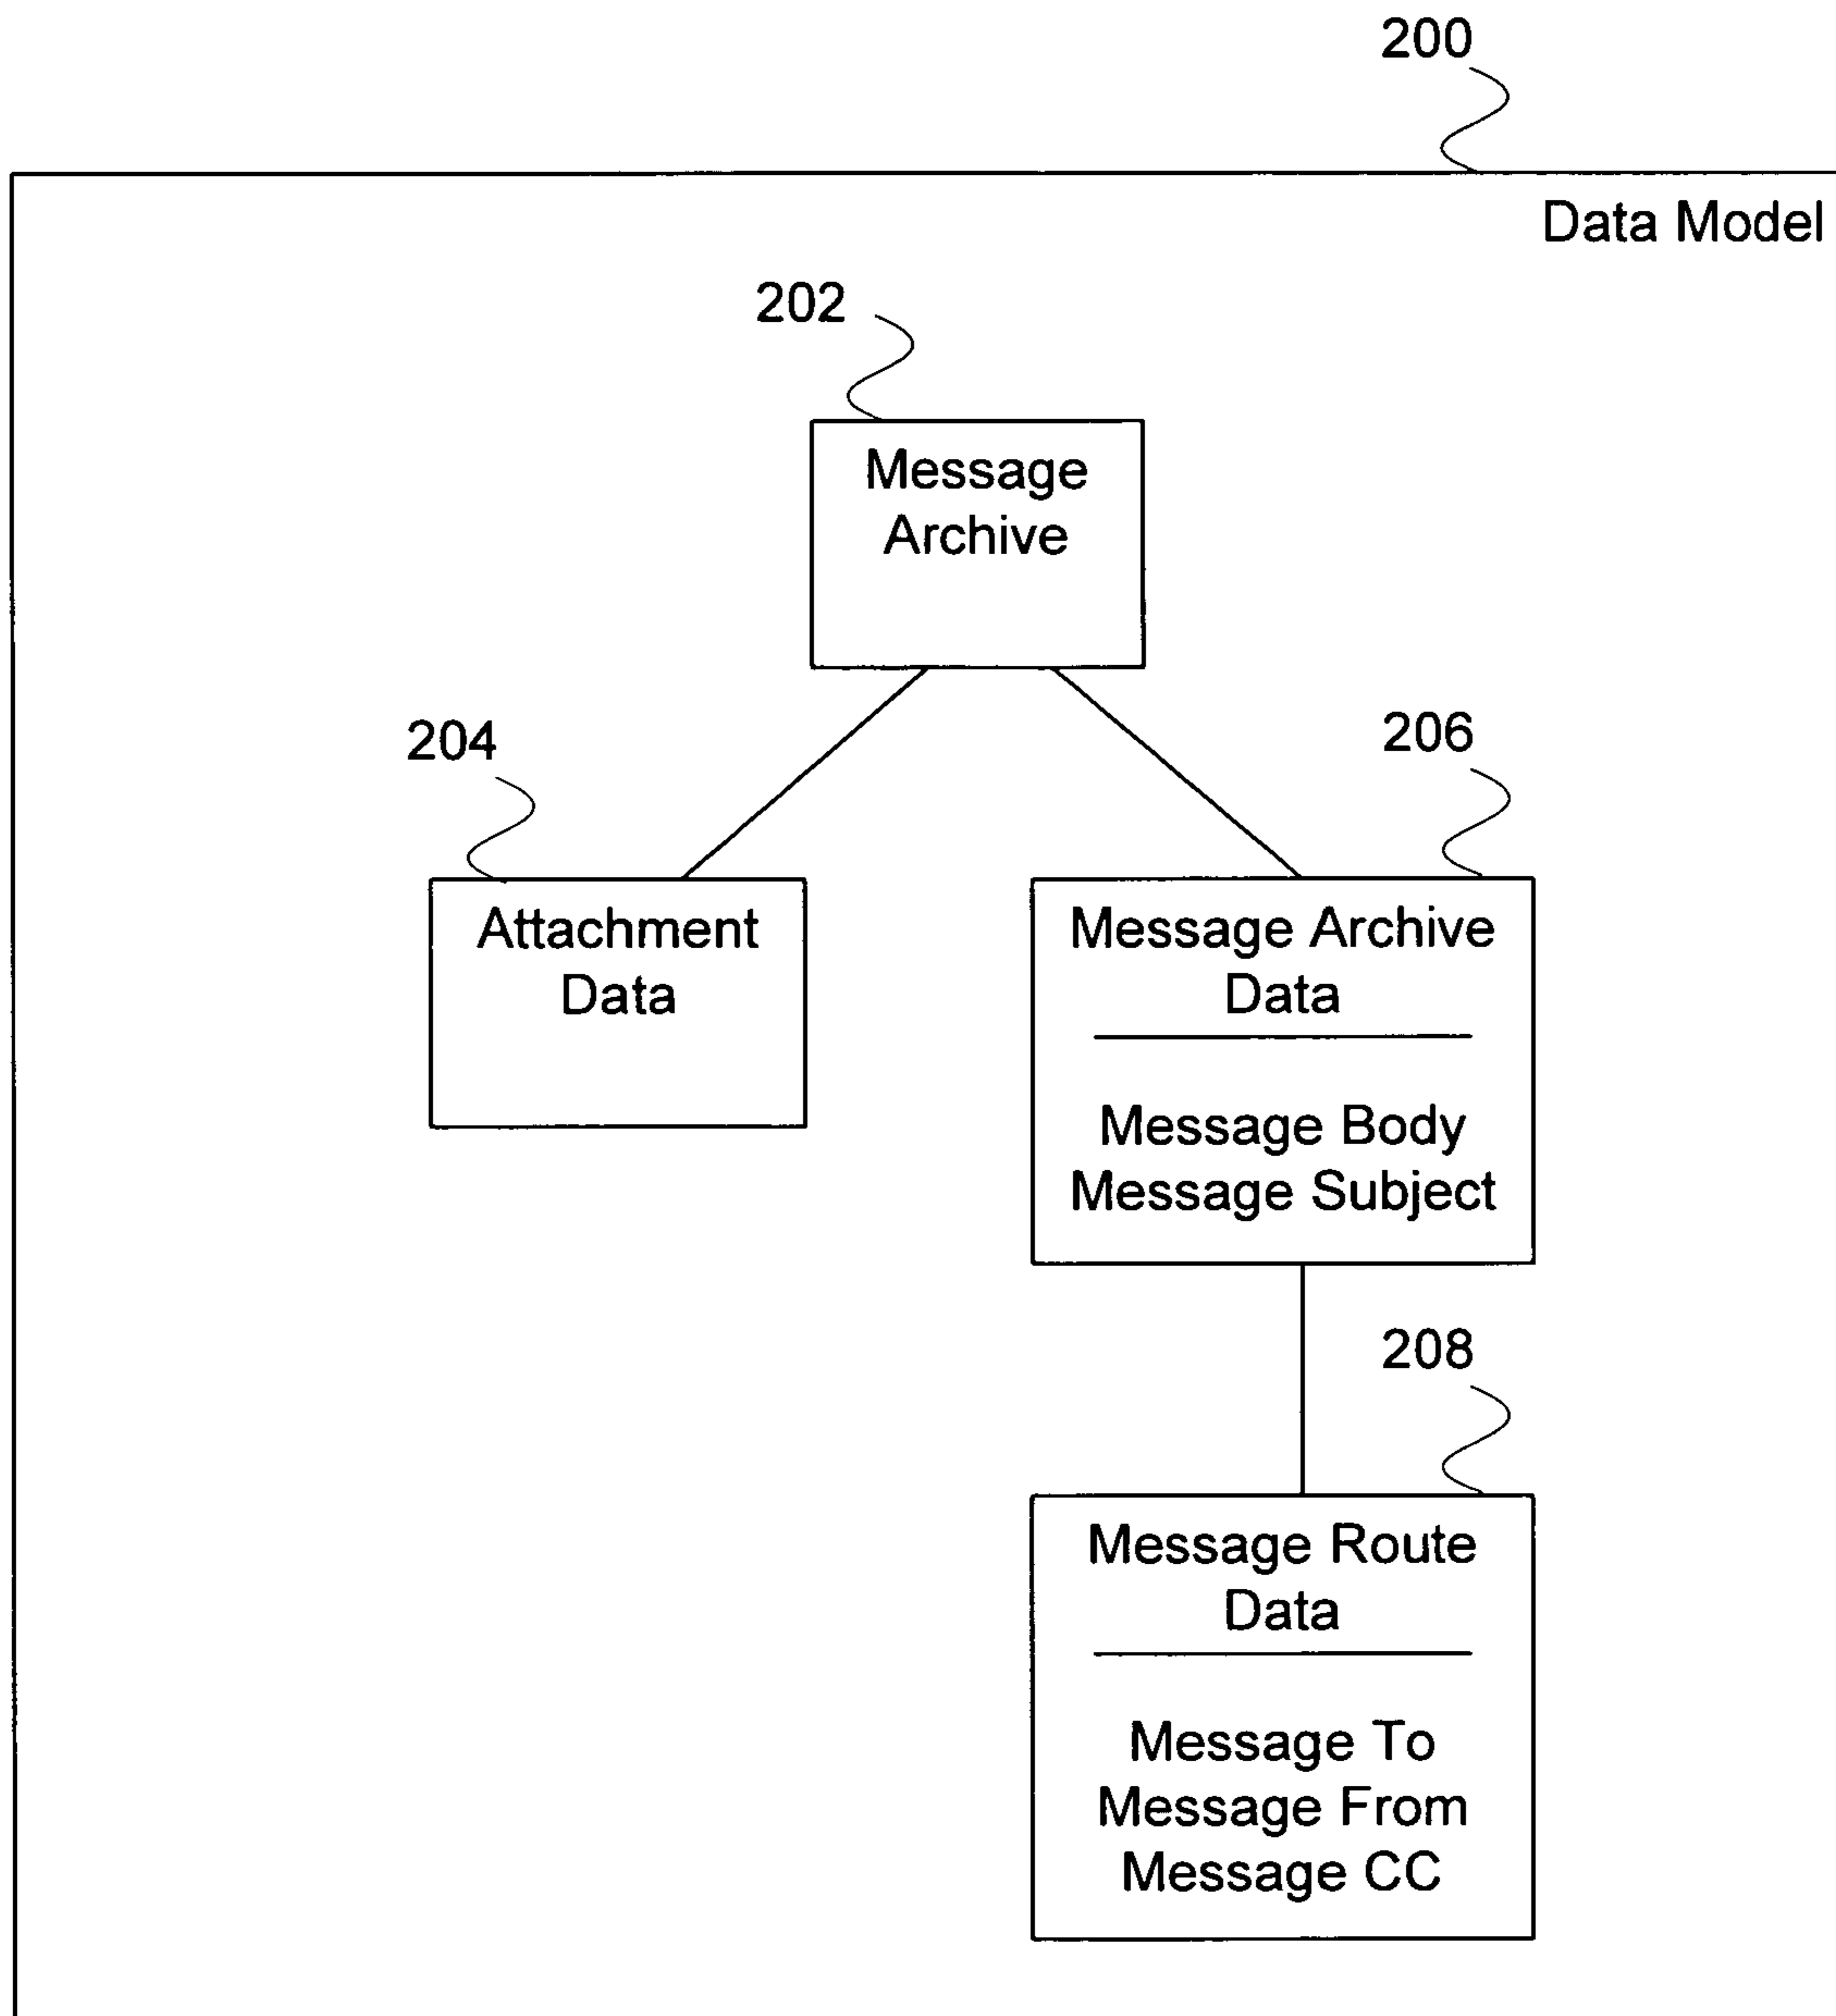 200
Data Model
202
Message
Archive
204
206
Attachment
Data
Message Archive
Data
Message Body
Message Subject
208
Message Route
Data
Message To
Message From
Message CC